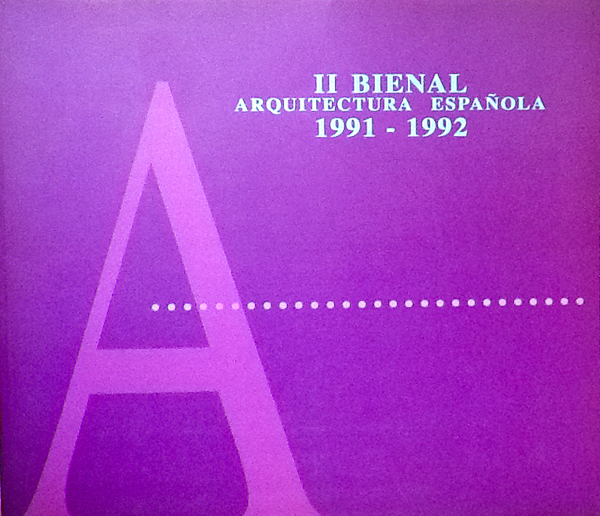 II BIENAL
ARQUITECTURA ESPAÑOLA
1991 - 1992
A